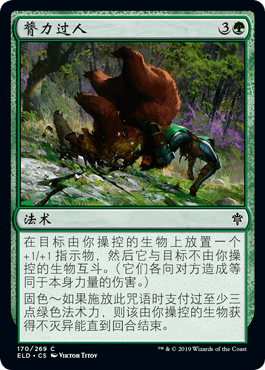 膂力过人 3
法术
在目标由你操控的生物上放置一个
+1/+1指示物，然后它与目标不由你操控
的生物互斗。（它们各向对方造成等
同于本身力量的伤害。）
固色～如果施放此咒语时支付过至少三
点绿色法术力，则该由你操控的生物获
得不灭异能直到回合结束。
170/269 C
ELD • CS VIKTOR TITOV
™ & © 2019 Wizards of the Coast